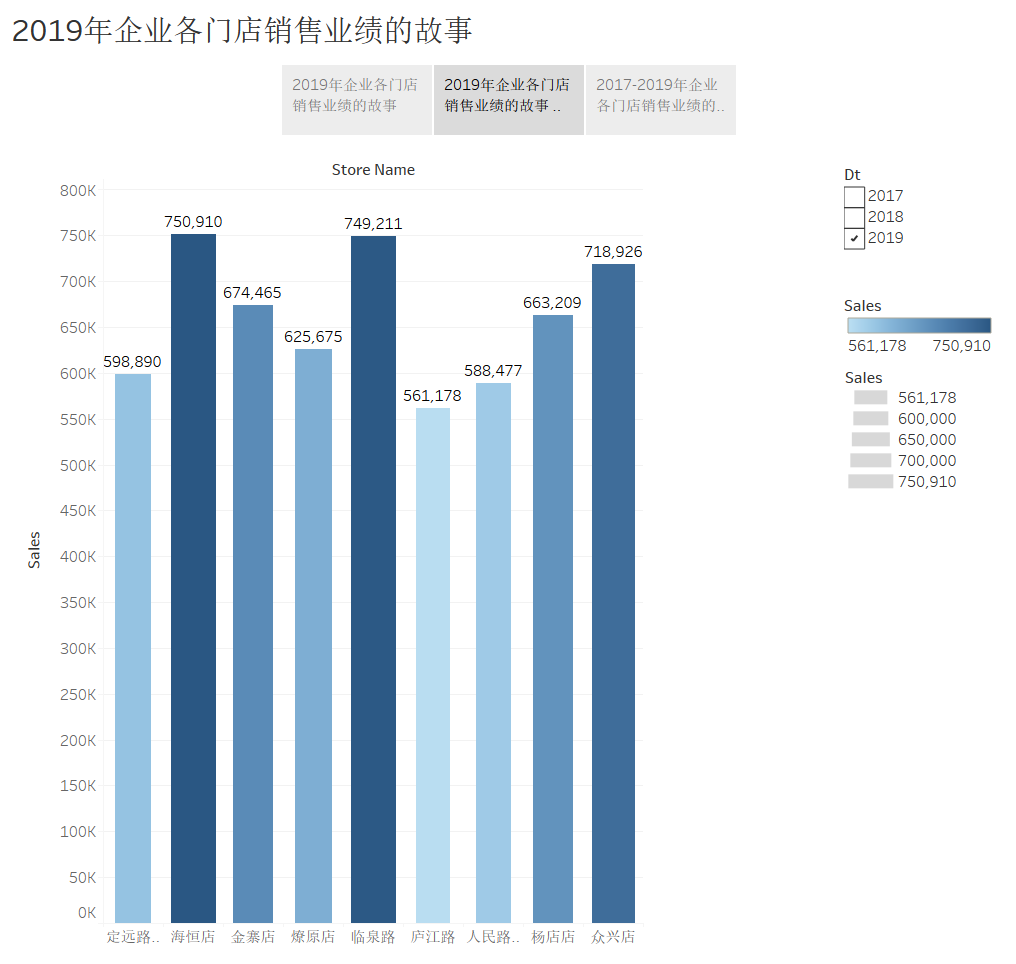 2019年企业各门店销售业绩的故事
2019年企业各门店
销售业绩的故事
2019年企业各门店
销售业绩的故事 ..
2017-2019年企业
各门店销售业绩的..
Store Name
Sales
800K
750K
700K
650K
600K
550K
500K
450K
400K
350K
300K
250K
200K
150K
100K
50K
0K
598,890
750,910
674,465
625,675
749,211
561,178
588,477
663,209
718,926
定远路..
海恒店
金寨店
燎原店
临泉路
庐江路
人民路..
杨店店
众兴店
Dt
2017
2018
2019
Sales
561,178 750,910
Sales
561,178
600,000
650,000
700,000
750,910